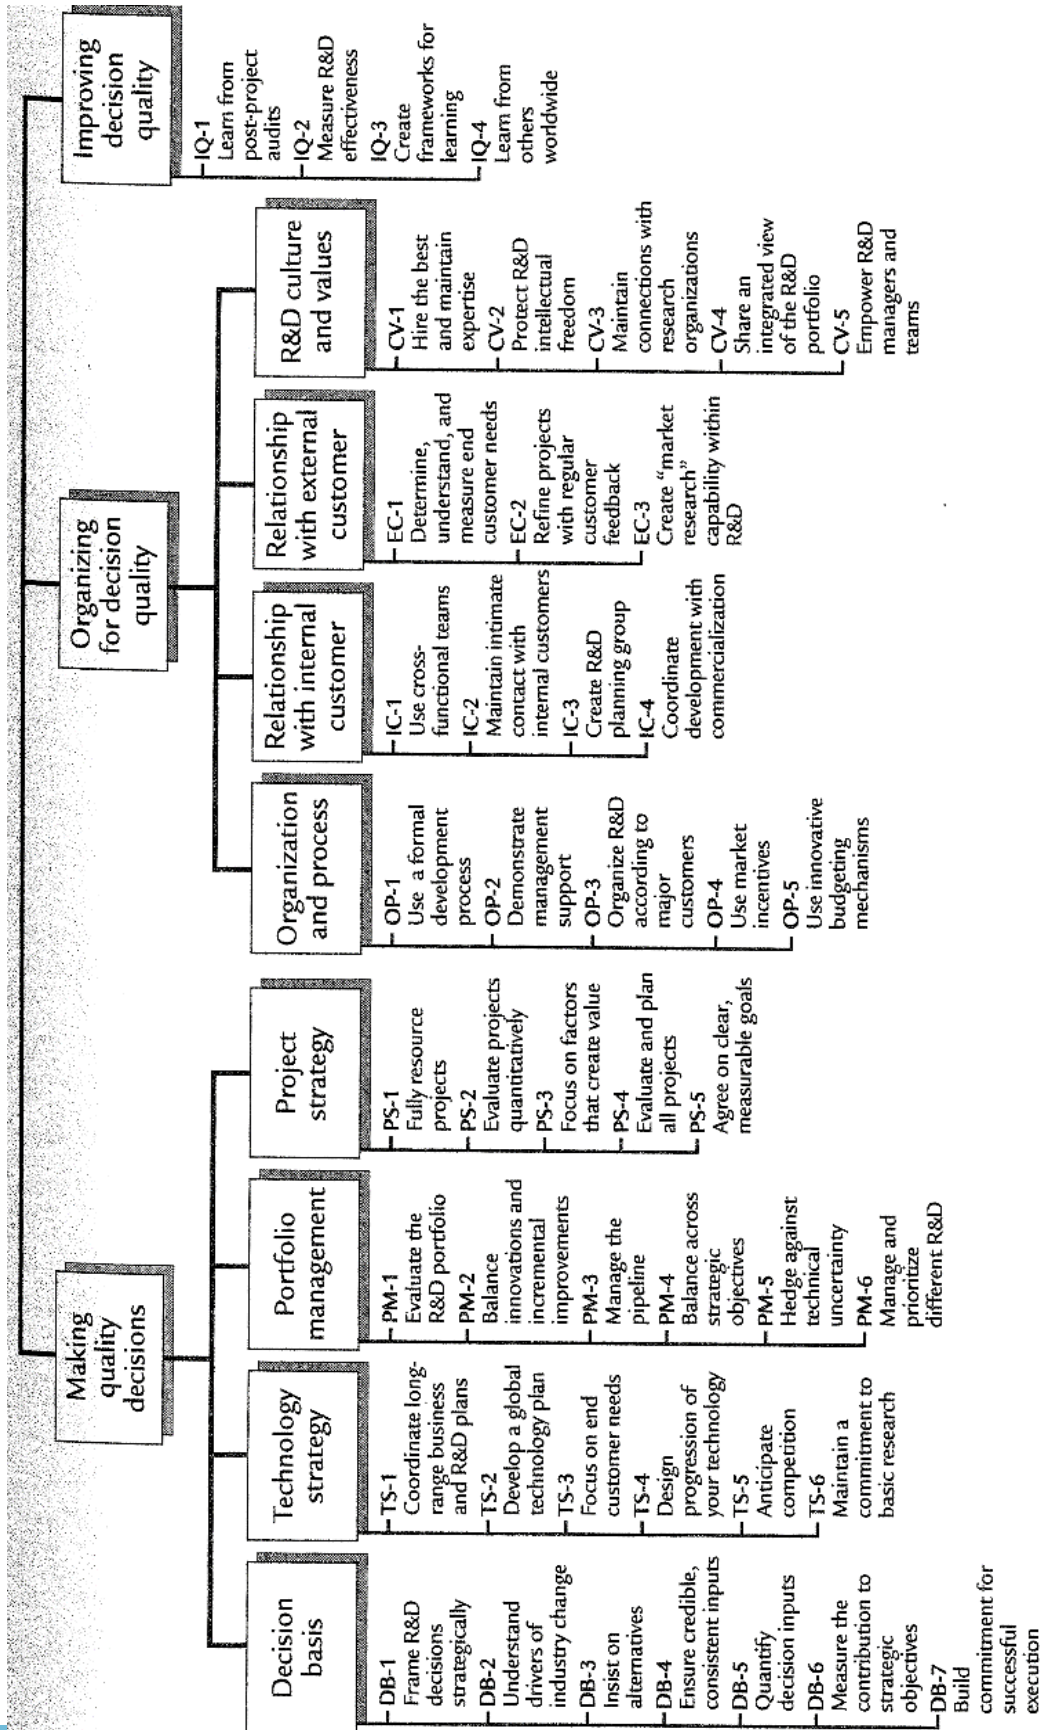 Making
quality
decisions
Organizing
for decision
quality
Improving
decision
quality
Decision
basis
DB-1
Frame R&D
decisions
strategically
DB-2
Understand
drivers of
industry change
DB-3
Insist on
alternatives
DB-4
Ensure credible,
consistent inputs
DB-5
Quantify
decision inputs
DB-6
Measure the
contribution to
strategic
objectives
DB-7
Build
commitment for
successful
execution
Technology
strategy
TS-1
Coordinate long-
range business
and R&D plans
TS-2
Develop a global
technology plan
TS-3
Focus on end
customer needs
TS-4
Design
progression of
your technology
TS-5
Anticipate
competition
TS-6
Maintain a
commitment to
basic research
Portfolio
management
PM-1
Evaluate the
R&D portfolio
PM-2
Balance
innovations and
incremental
improvements
PM-3
Manage the
pipeline
PM-4
Balance across
strategic
objectives
PM-5
Hedge against
technical
uncertainty
PM-6
Manage and
prioritize
different R&D
Project
strategy
PS-1
Fully resource
projects
PS-2
Evaluate projects
quantitatively
PS-3
Focus on factors
that create value
PS-4
Evaluate and plan
all projects
PS-5
Agree on clear,
measurable goals
Organization
and process
OP-1
Use a formal
development
process
OP-2
Demonstrate
management
support
OP-3
Organize R&D
according to
major
customers
OP-4
Use market
incentives
OP-5
Use innovative
budgeting
mechanisms
Relationship
with internal
customer
IC-1
Use cross-
functional teams
IC-2
Maintain intimate
contact with
internal customers
IC-3
Create R&D
planning group
IC-4
Coordinate
development with
commercialization
Relationship
with external
customer
EC-1
Determine,
understand, and
measure end
customer needs
EC-2
Refine projects
with regular
customer
feedback
EC-3
Create "market
research"
capability within
R&D
R&D culture
and values
CV-1
Hire the best
and maintain
expertise
CV-2
Protect R&D
intellectual
freedom
CV-3
Maintain
connections with
research
organizations
CV-4
Share an
integrated view
of the R&D
portfolio
CV-5
Empower R&D
managers and
teams
IQ-1
Learn from
post-project
audits
IQ-2
Measure R&D
effectiveness
IQ-3
Create
frameworks for
learning
IQ-4
Learn from
others
worldwide